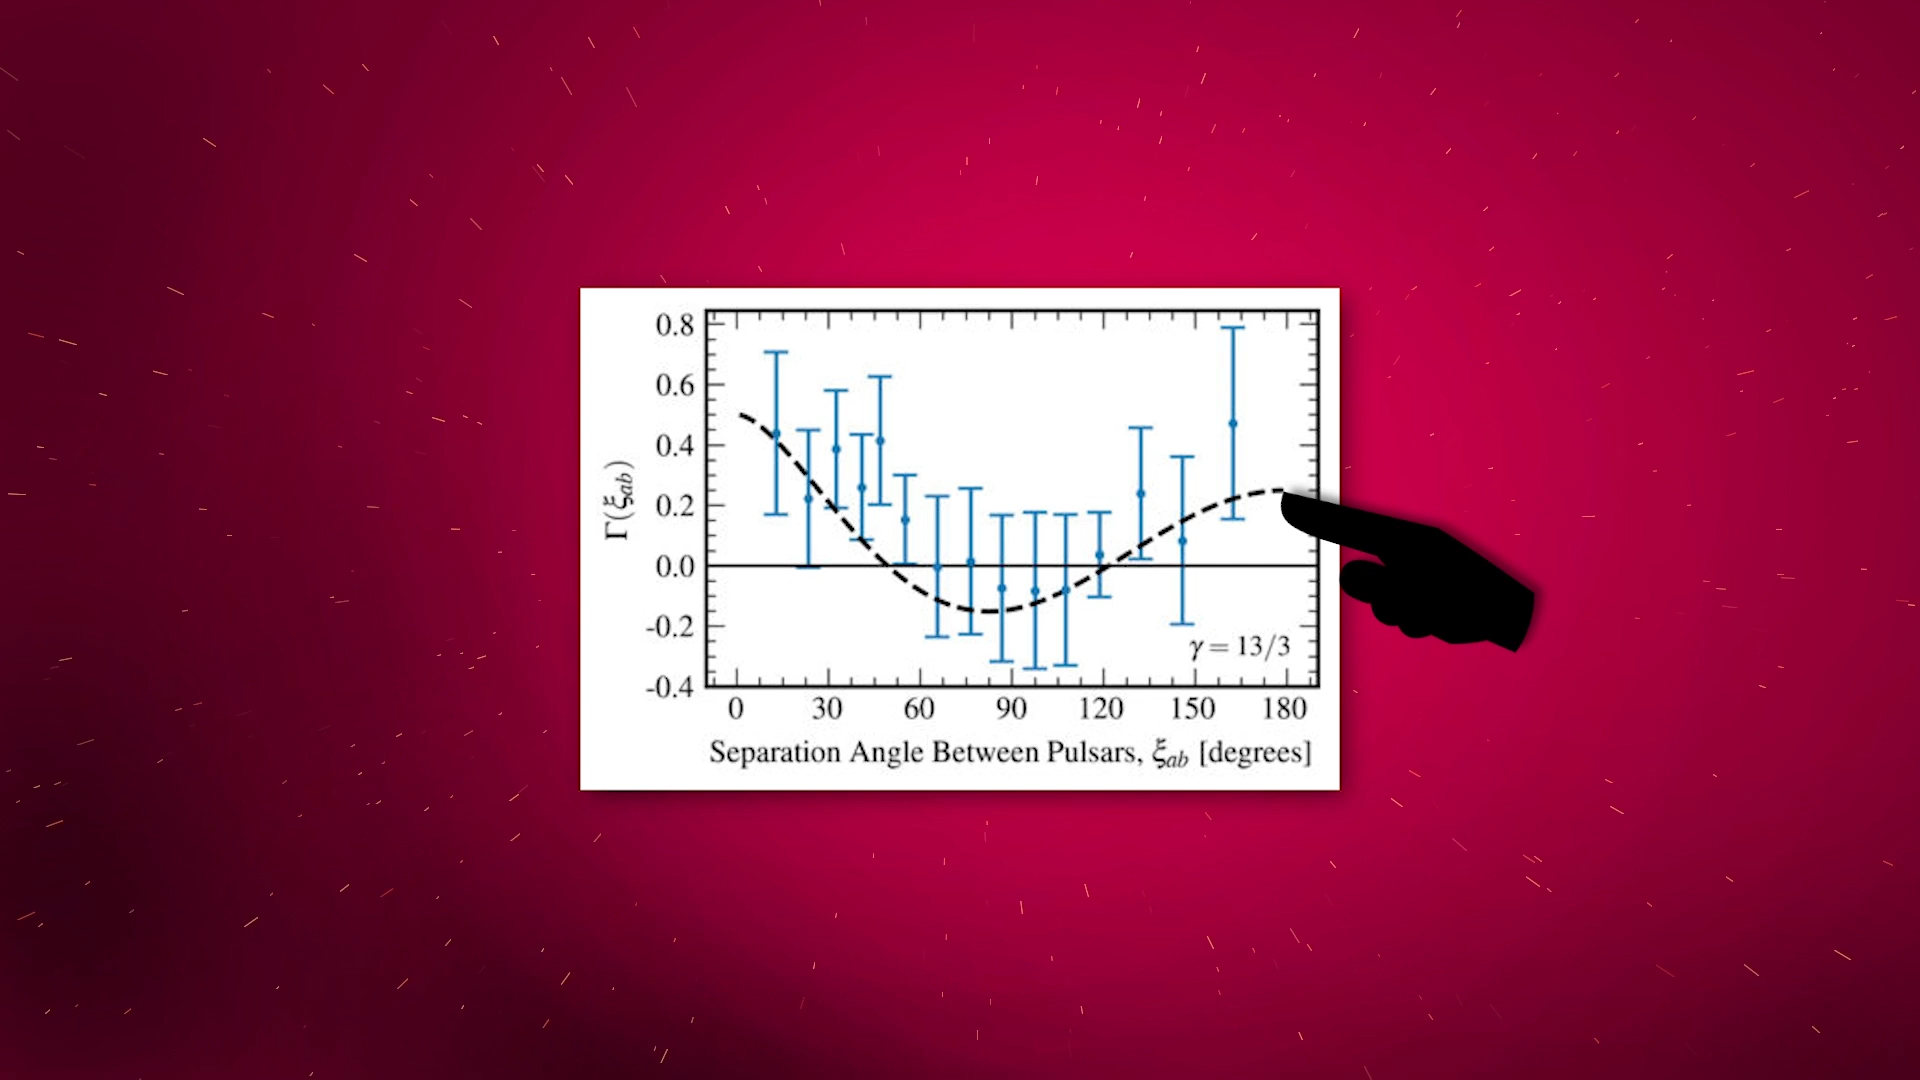 0.8
0.6
0.4
0.2
0.0
-0.2
-0.4
Γ(ξab)
γ = 13/3
0 30 60 90 120 150 180
Separation Angle Between Pulsars, ξab [degrees]